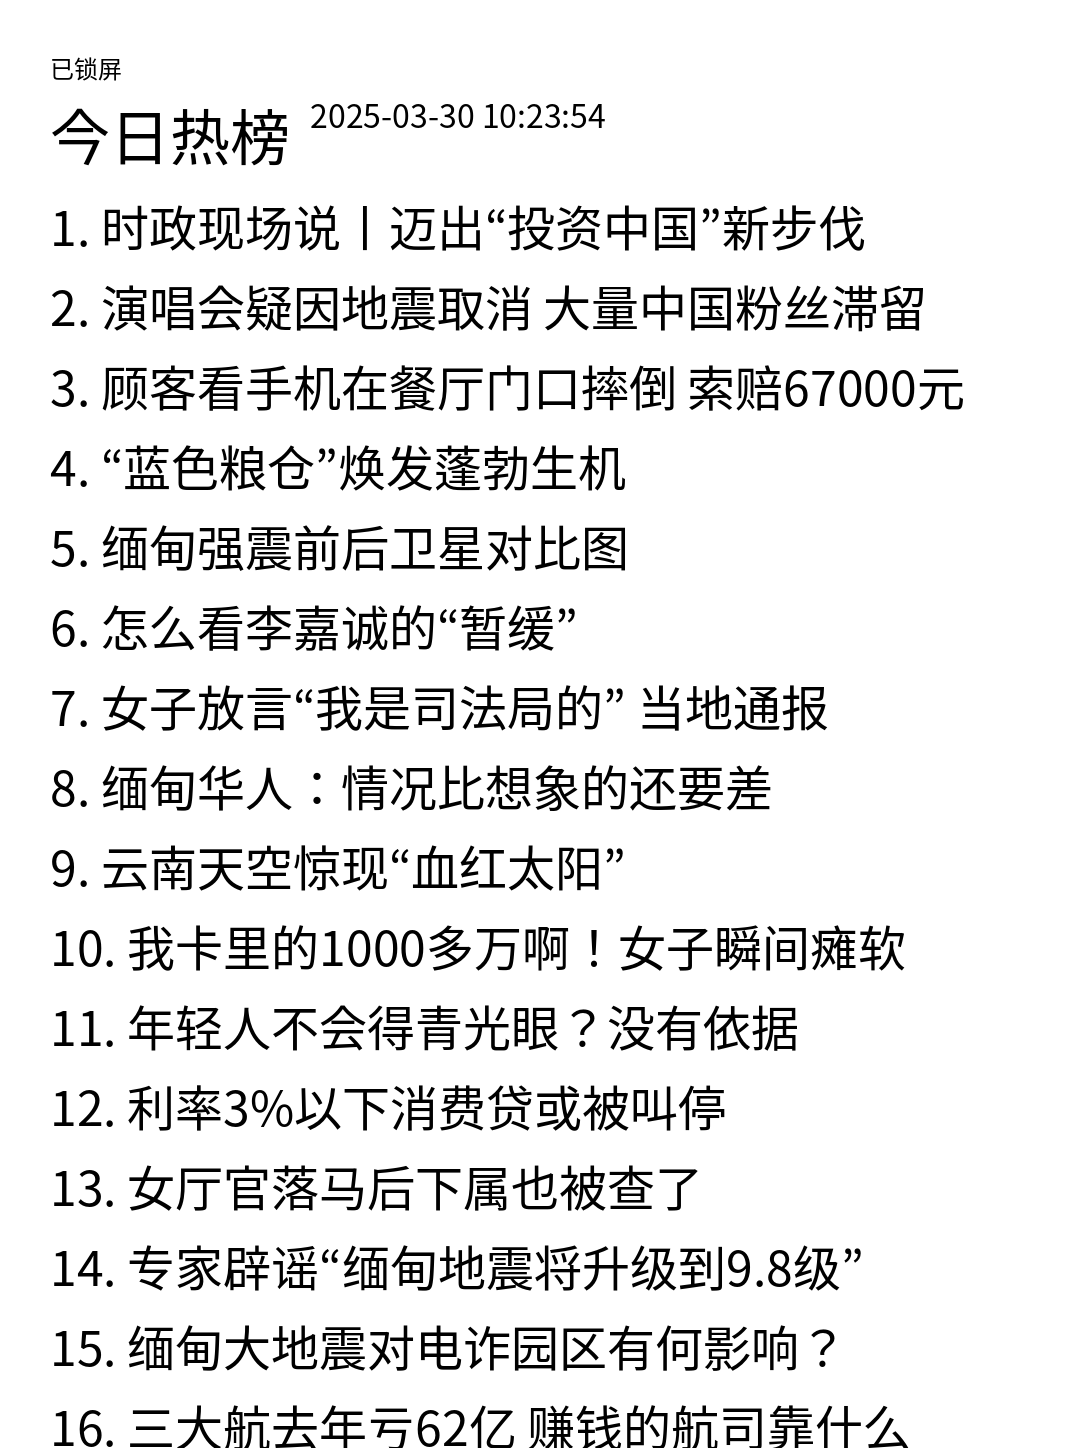 已锁屏
今日热榜 2025-03-30 10:23:54
1. 时政现场说丨迈出“投资中国”新步伐
2. 演唱会疑因地震取消 大量中国粉丝滞留
3. 顾客看手机在餐厅门口摔倒 索赔67000元
4. “蓝色粮仓”焕发蓬勃生机
5. 缅甸强震前后卫星对比图
6. 怎么看李嘉诚的“暂缓”
7. 女子放言“我是司法局的” 当地通报
8. 缅甸华人：情况比想象的还要差
9. 云南天空惊现“血红太阳”
10. 我卡里的1000多万啊！女子瞬间瘫软
11. 年轻人不会得青光眼？没有依据
12. 利率3%以下消费贷或被叫停
13. 女厅官落马后下属也被查了
14. 专家辟谣“缅甸地震将升级到9.8级”
15. 缅甸大地震对电诈园区有何影响？
16. 三大航去年亏62亿 赚钱的航司靠什么